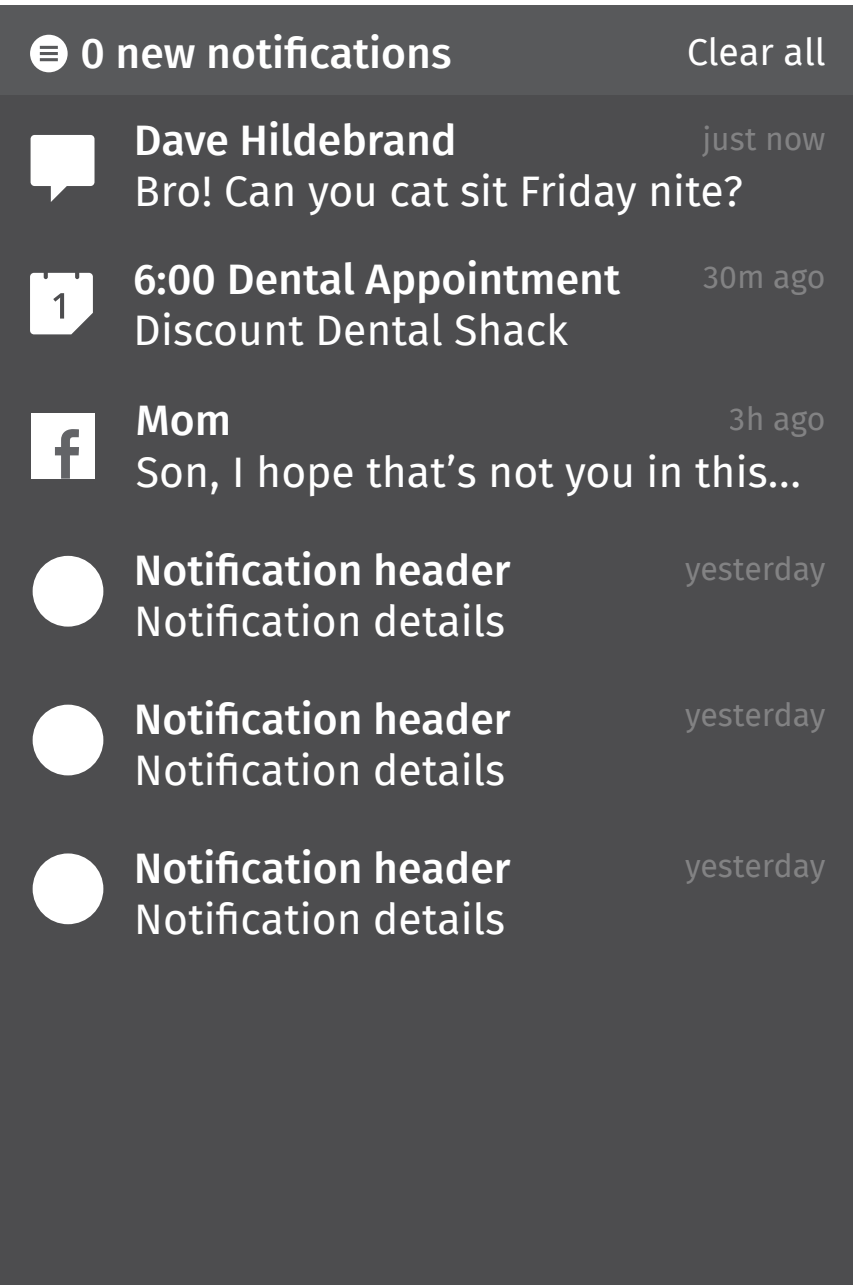 0 new notifications Clear all
Dave Hildebrand just now
Bro! Can you cat sit Friday nite?
6:00 Dental Appointment 30m ago
1
Discount Dental Shack
Mom 3h ago
Son, I hope that’s not you in this...
Notification header yesterday
Notification details
Notification header yesterday
Notification details
Notification header yesterday
Notification details